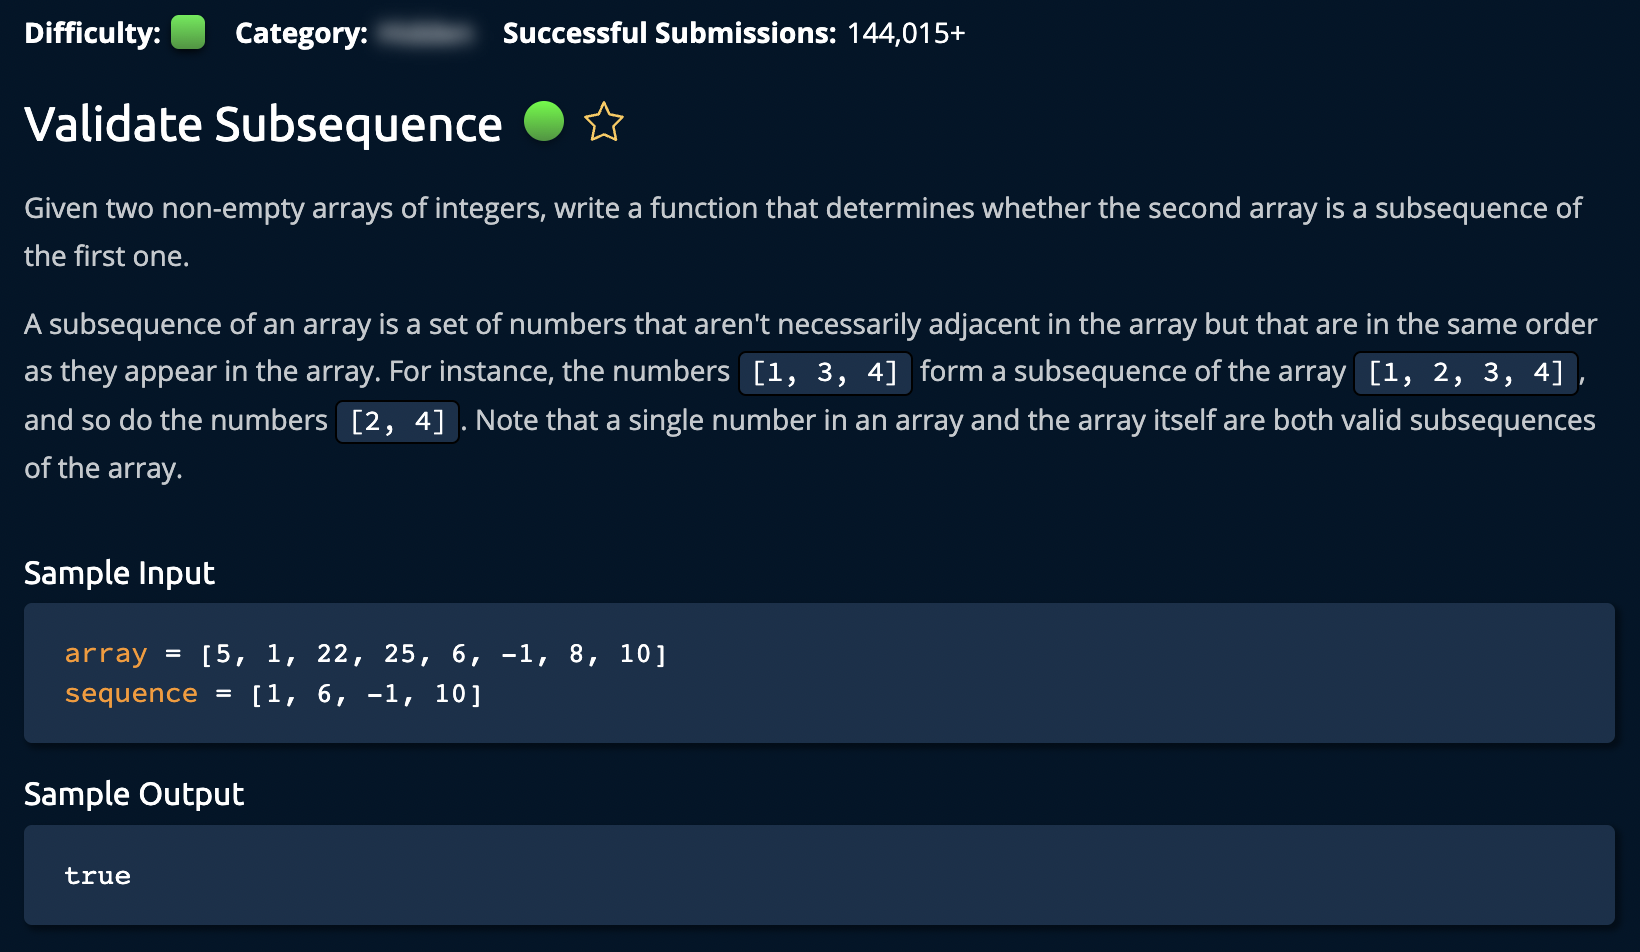 Difficulty: Category: Successful Submissions: 144,015+
Validate Subsequence
Given two non-empty arrays of integers, write a function that determines whether the second array is a subsequence of
the first one.
A subsequence of an array is a set of numbers that aren't necessarily adjacent in the array but that are in the same order
as they appear in the array. For instance, the numbers [1, 3, 4] form a subsequence of the array [1, 2, 3, 4] ,
and so do the numbers [2, 4] . Note that a single number in an array and the array itself are both valid subsequences
of the array.
Sample Input
array = [5, 1, 22, 25, 6, -1, 8, 10]
sequence = [1, 6, -1, 10]
Sample Output
true